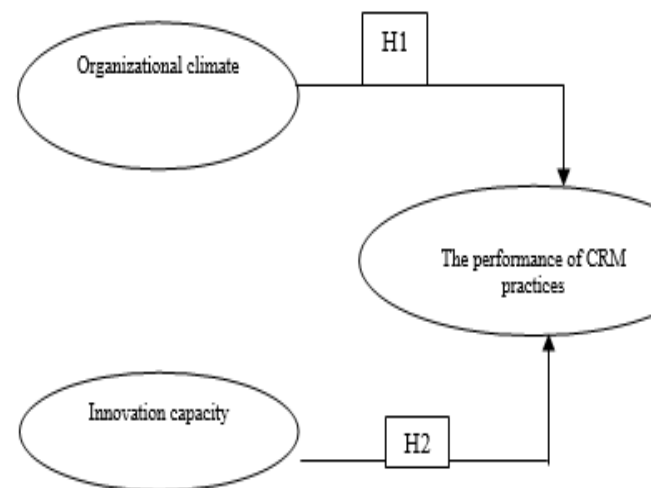 H1
Organizational climate
The performance of CRM
practices
Innovation capacity
H2